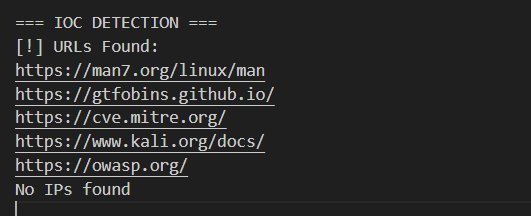 === IOC DETECTION ===
[!] URLs Found:
https://man7.org/linux/man
https://gtfobins.github.io/
https://cve.mitre.org/
https://www.kali.org/docs/
https://owasp.org/
No IPs found